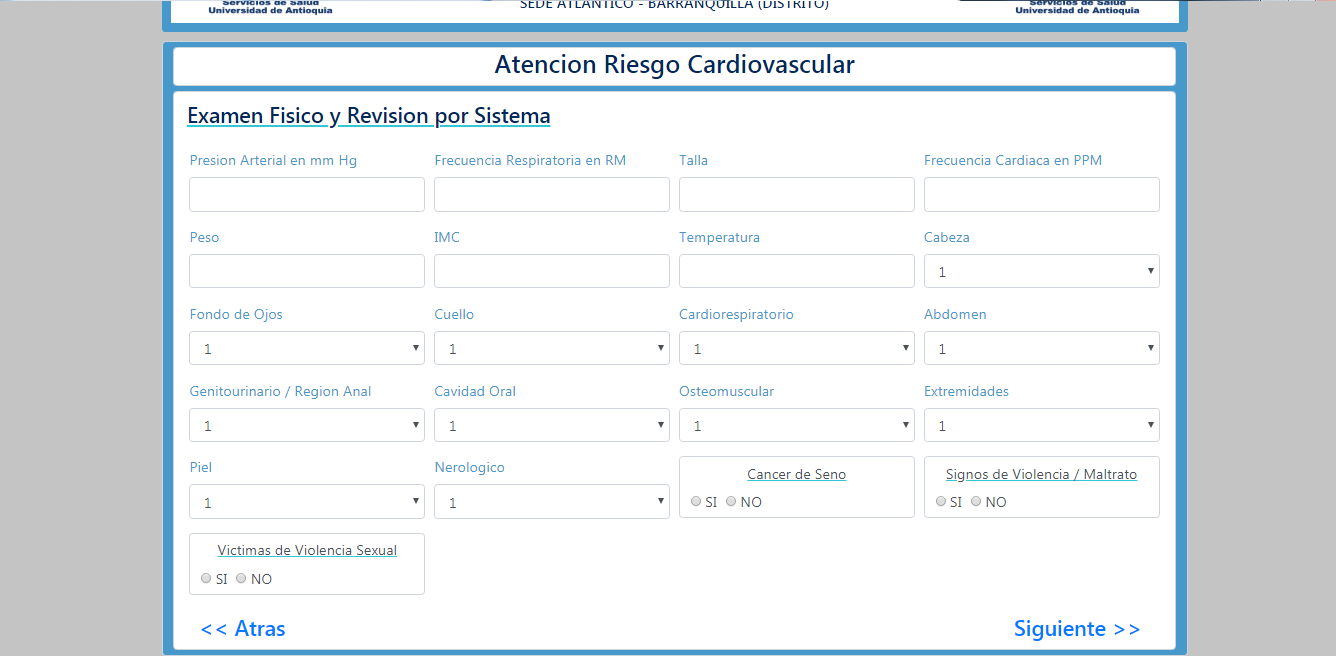 Servicios de Salud
Universidad de Antioquia
SEDE ATLANTICO - BARRANQUILLA (DISTRITO)
Servicios de Salud
Universidad de Antioquia
Atencion Riesgo Cardiovascular
Examen Fisico y Revision por Sistema
Presion Arterial en mm Hg
Frecuencia Respiratoria en RM
Talla
Frecuencia Cardiaca en PPM
Peso
IMC
Temperatura
Cabeza
1
Fondo de Ojos
Cuello
Cardiorespiratorio
Abdomen
1
1
1
1
Genitourinario / Region Anal
Cavidad Oral
Osteomuscular
Extremidades
1
1
1
1
Piel
Nerologico
Cancer de Seno
Signos de Violencia / Maltrato
1
1
SI NO
SI NO
Victimas de Violencia Sexual
SI NO
<< Atras
Siguiente >>